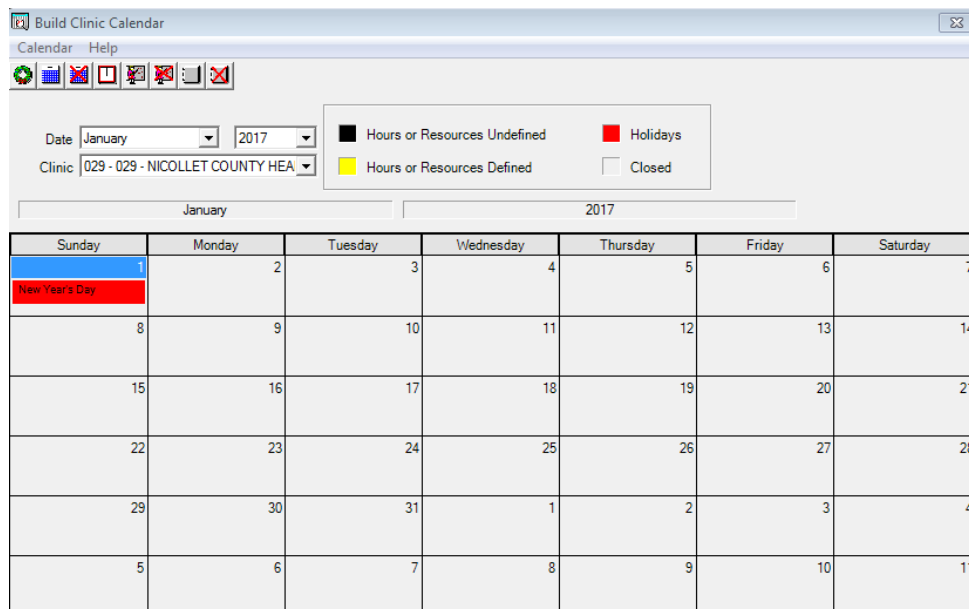 Build Clinic Calendar
Calendar Help
Date January 2017
Hours or Resources Undefined Holidays
Clinic 029 - 029 - NICOLLET COUNTY HEA
Hours or Resources Defined Closed
January 2017
Sunday Monday Tuesday Wednesday Thursday Friday Saturday
1 2 3 4 5 6 7
New Year's Day
8 9 10 11 12 13 14
15 16 17 18 19 20 21
22 23 24 25 26 27 28
29 30 31 1 2 3 4
5 6 7 8 9 10 11